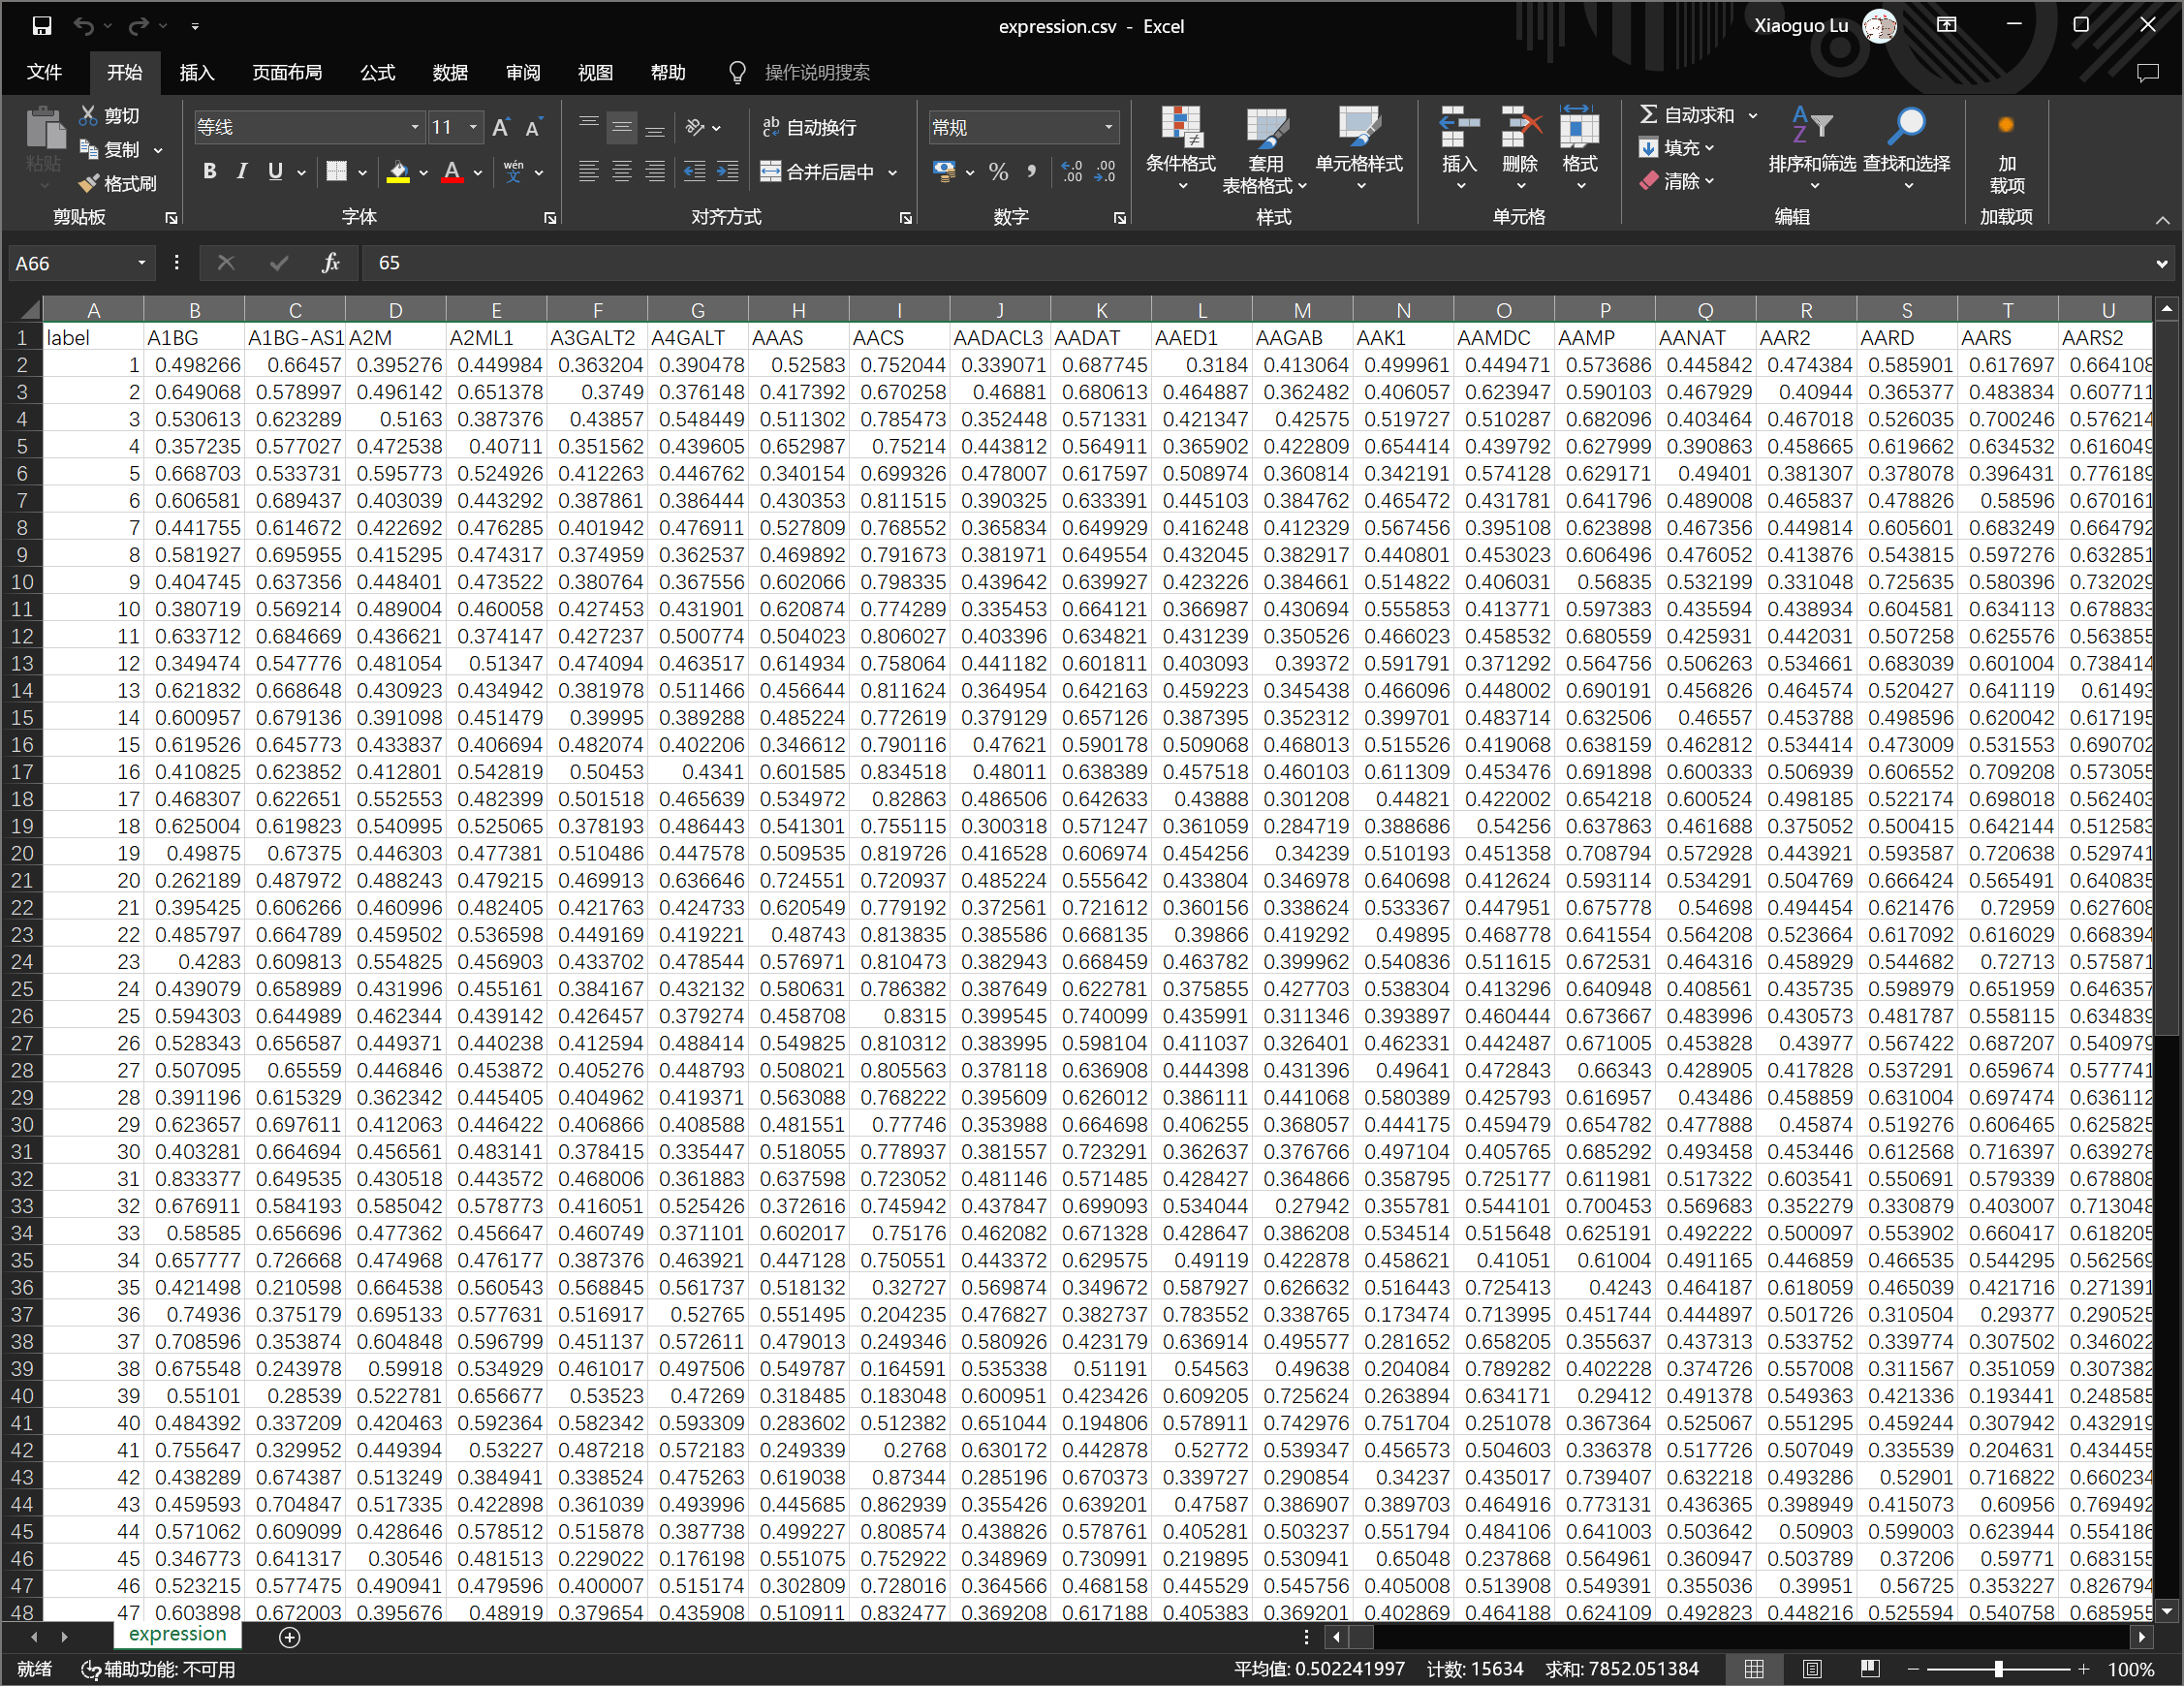 expression.csv - Excel
Xiaoguo Lu
文件 开始 插入 页面布局 公式 数据 审阅 视图 帮助 操作说明搜索
粘贴 剪切 复制 格式刷 剪贴板
等线 11 B I U A wén 文 字体
ab 自动换行 合并后居中 对齐方式
常规 % 数字
条件格式 套用 表格格式 单元格样式 样式
插入 删除 格式 单元格
自动求和 填充 清除 排序和筛选 查找和选择 编辑
加载项 加载项
A66 fx 65
A B C D E F G H I J K L M N O P Q R S T U
1 label A1BG A1BG-AS1 A2M A2ML1 A3GALT2 A4GALT AAAS AACS AADACL3 AADAT AAED1 AAGAB AAK1 AAMDC AAMP AANAT AAR2 AARD AARS AARS2
2 1 0.498266 0.66457 0.395276 0.449984 0.363204 0.390478 0.52583 0.752044 0.339071 0.687745 0.3184 0.413064 0.499961 0.449471 0.573686 0.445842 0.474384 0.585901 0.617697 0.664108
3 2 0.649068 0.578997 0.496142 0.651378 0.3749 0.376148 0.417392 0.670258 0.46881 0.680613 0.464887 0.362482 0.406057 0.623947 0.590103 0.467929 0.40944 0.365377 0.483834 0.607711
4 3 0.530613 0.623289 0.5163 0.387376 0.43857 0.548449 0.511302 0.785473 0.352448 0.571331 0.421347 0.42575 0.519727 0.510287 0.682096 0.403464 0.467018 0.526035 0.700246 0.576214
5 4 0.357235 0.577027 0.472538 0.40711 0.351562 0.439605 0.652987 0.75214 0.443812 0.564911 0.365902 0.422809 0.654414 0.439792 0.627999 0.390863 0.458665 0.619662 0.634532 0.616049
6 5 0.668703 0.533731 0.595773 0.524926 0.412263 0.446762 0.340154 0.699326 0.478007 0.617597 0.508974 0.360814 0.342191 0.574128 0.629171 0.49401 0.381307 0.378078 0.396431 0.776189
7 6 0.606581 0.689437 0.403039 0.443292 0.387861 0.386444 0.430353 0.811515 0.390325 0.633391 0.445103 0.384762 0.465472 0.431781 0.641796 0.489008 0.465837 0.478826 0.58596 0.670161
8 7 0.441755 0.614672 0.422692 0.476285 0.401942 0.476911 0.527809 0.768552 0.365834 0.649929 0.416248 0.412329 0.567456 0.395108 0.623898 0.467356 0.449814 0.605601 0.683249 0.664792
9 8 0.581927 0.695955 0.415295 0.474317 0.374959 0.362537 0.469892 0.791673 0.381971 0.649554 0.432045 0.382917 0.440801 0.453023 0.606496 0.476052 0.413876 0.543815 0.597276 0.632851
10 9 0.404745 0.637356 0.448401 0.473522 0.380764 0.367556 0.602066 0.798335 0.439642 0.639927 0.423226 0.384661 0.514822 0.406031 0.56835 0.532199 0.331048 0.725635 0.580396 0.732029
11 10 0.380719 0.569214 0.489004 0.460058 0.427453 0.431901 0.620874 0.774289 0.335453 0.664121 0.366987 0.430694 0.555853 0.413771 0.597383 0.435594 0.438934 0.604581 0.634113 0.678833
12 11 0.633712 0.684669 0.436621 0.374147 0.427237 0.500774 0.504023 0.806027 0.403396 0.634821 0.431239 0.350526 0.466023 0.458532 0.680559 0.425931 0.442031 0.507258 0.625576 0.563855
13 12 0.349474 0.547776 0.481054 0.51347 0.474094 0.463517 0.614934 0.758064 0.441182 0.601811 0.403093 0.39372 0.591791 0.371292 0.564756 0.506263 0.534661 0.683039 0.601004 0.738414
14 13 0.621832 0.668648 0.430923 0.434942 0.381978 0.511466 0.456644 0.811624 0.364954 0.642163 0.459223 0.345438 0.466096 0.448002 0.690191 0.456826 0.464574 0.520427 0.641119 0.61493
15 14 0.600957 0.679136 0.391098 0.451479 0.39995 0.389288 0.485224 0.772619 0.379129 0.657126 0.387395 0.352312 0.399701 0.483714 0.632506 0.46557 0.453788 0.498596 0.620042 0.617195
16 15 0.619526 0.645773 0.433837 0.406694 0.482074 0.402206 0.346612 0.790116 0.47621 0.590178 0.509068 0.468013 0.515526 0.419068 0.638159 0.462812 0.534414 0.473009 0.531553 0.690702
17 16 0.410825 0.623852 0.412801 0.542819 0.50453 0.4341 0.601585 0.834518 0.48011 0.638389 0.457518 0.460103 0.611309 0.453476 0.691898 0.600333 0.506939 0.606552 0.709208 0.573055
18 17 0.468307 0.622651 0.552553 0.482399 0.501518 0.465639 0.534972 0.82863 0.486506 0.642633 0.43888 0.301208 0.44821 0.422002 0.654218 0.600524 0.498185 0.522174 0.698018 0.562403
19 18 0.625004 0.619823 0.540995 0.525065 0.378193 0.486443 0.541301 0.755115 0.300318 0.571247 0.361059 0.284719 0.388686 0.54256 0.637863 0.461688 0.375052 0.500415 0.642144 0.512583
20 19 0.49875 0.67375 0.446303 0.477381 0.510486 0.447578 0.509535 0.819726 0.416528 0.606974 0.454256 0.34239 0.510193 0.451358 0.708794 0.572928 0.443921 0.593587 0.720638 0.529741
21 20 0.262189 0.487972 0.488243 0.479215 0.469913 0.636646 0.724551 0.720937 0.485224 0.555642 0.433804 0.346978 0.640698 0.412624 0.593114 0.534291 0.504769 0.666424 0.565491 0.640835
22 21 0.395425 0.606266 0.460996 0.482405 0.421763 0.424733 0.620549 0.779192 0.372561 0.721612 0.360156 0.338624 0.533367 0.447951 0.675778 0.54698 0.494454 0.621476 0.72959 0.627608
23 22 0.485797 0.664789 0.459502 0.536598 0.449169 0.419221 0.48743 0.813835 0.385586 0.668135 0.39866 0.419292 0.49895 0.468778 0.641554 0.564208 0.523664 0.617092 0.616029 0.668394
24 23 0.4283 0.609813 0.554825 0.456903 0.433702 0.478544 0.576971 0.810473 0.382943 0.668459 0.463782 0.399962 0.540836 0.511615 0.672531 0.464316 0.458929 0.544682 0.72713 0.575871
25 24 0.439079 0.658989 0.431996 0.455161 0.384167 0.432132 0.580631 0.786382 0.387649 0.622781 0.375855 0.427703 0.538304 0.413296 0.640948 0.408561 0.435735 0.598979 0.651959 0.646357
26 25 0.594303 0.644989 0.462344 0.439142 0.426457 0.379274 0.458708 0.8315 0.399545 0.740099 0.435991 0.311346 0.393897 0.460444 0.673667 0.483996 0.430573 0.481787 0.558115 0.634839
27 26 0.528343 0.656587 0.449371 0.440238 0.412594 0.488414 0.549825 0.810312 0.383995 0.598104 0.411037 0.326401 0.462331 0.442487 0.671005 0.453828 0.43977 0.567422 0.687207 0.540979
28 27 0.507095 0.65559 0.446846 0.453872 0.405276 0.448793 0.508021 0.805563 0.378118 0.636908 0.444398 0.431396 0.49641 0.472843 0.66343 0.428905 0.417828 0.537291 0.659674 0.577741
29 28 0.391196 0.615329 0.362342 0.445405 0.404962 0.419371 0.563088 0.768222 0.395609 0.626012 0.386111 0.441068 0.580389 0.425793 0.616957 0.43486 0.458859 0.631004 0.697474 0.636112
30 29 0.623657 0.697611 0.412063 0.446422 0.406866 0.408588 0.481551 0.77746 0.353988 0.664698 0.406255 0.368057 0.444175 0.459479 0.654782 0.477888 0.45874 0.519276 0.606465 0.625825
31 30 0.403281 0.664694 0.456561 0.483141 0.378415 0.335447 0.518055 0.778937 0.381557 0.723291 0.362637 0.376766 0.497104 0.405765 0.685292 0.493458 0.453446 0.612568 0.716397 0.639278
32 31 0.833377 0.649535 0.430518 0.443572 0.468006 0.361883 0.637598 0.723052 0.481146 0.571485 0.428427 0.364866 0.358795 0.725177 0.611981 0.517322 0.603541 0.550691 0.579339 0.678808
33 32 0.676911 0.584193 0.585042 0.578773 0.416051 0.525426 0.372616 0.745942 0.437847 0.699093 0.534044 0.27942 0.355781 0.544101 0.700453 0.569683 0.352279 0.330879 0.403007 0.713048
34 33 0.58585 0.656696 0.477362 0.456647 0.460749 0.371101 0.602017 0.75176 0.462082 0.671328 0.428647 0.386208 0.534514 0.515648 0.625191 0.492222 0.500097 0.553902 0.660417 0.618205
35 34 0.657777 0.726668 0.474968 0.476177 0.387376 0.463921 0.447128 0.750551 0.443372 0.629575 0.49119 0.422878 0.458621 0.41051 0.61004 0.491165 0.446859 0.466535 0.544295 0.562569
36 35 0.421498 0.210598 0.664538 0.560543 0.568845 0.561737 0.518132 0.32727 0.569874 0.349672 0.587927 0.626632 0.516443 0.725413 0.4243 0.464187 0.618059 0.465039 0.421716 0.271391
37 36 0.74936 0.375179 0.695133 0.577631 0.516917 0.52765 0.551495 0.204235 0.476827 0.382737 0.783552 0.338765 0.173474 0.713995 0.451744 0.444897 0.501726 0.310504 0.29377 0.290525
38 37 0.708596 0.353874 0.604848 0.596799 0.451137 0.572611 0.479013 0.249346 0.580926 0.423179 0.636914 0.495577 0.281652 0.658205 0.355637 0.437313 0.533752 0.339774 0.307502 0.346022
39 38 0.675548 0.243978 0.59918 0.534929 0.461017 0.497506 0.549787 0.164591 0.535338 0.51191 0.54563 0.49638 0.204084 0.789282 0.402228 0.374726 0.557008 0.311567 0.351059 0.307382
40 39 0.55101 0.28539 0.522781 0.656677 0.53523 0.47269 0.318485 0.183048 0.600951 0.423426 0.609205 0.725624 0.263894 0.634171 0.29412 0.491378 0.549363 0.421336 0.193441 0.248585
41 40 0.484392 0.337209 0.420463 0.592364 0.582342 0.593309 0.283602 0.512382 0.651044 0.194806 0.578911 0.742976 0.751704 0.251078 0.367364 0.525067 0.551295 0.459244 0.307942 0.432919
42 41 0.755647 0.329952 0.449394 0.53227 0.487218 0.572183 0.249339 0.2768 0.630172 0.442878 0.52772 0.539347 0.456573 0.504603 0.336378 0.517726 0.507049 0.335539 0.204631 0.434455
43 42 0.438289 0.674387 0.513249 0.384941 0.338524 0.475263 0.619038 0.87344 0.285196 0.670373 0.339727 0.290854 0.34237 0.435017 0.739407 0.632218 0.493286 0.52901 0.716822 0.660234
44 43 0.459593 0.704847 0.517335 0.422898 0.361039 0.493996 0.445685 0.862939 0.355426 0.639201 0.47587 0.386907 0.389703 0.464916 0.773131 0.436365 0.398949 0.415073 0.60956 0.769492
45 44 0.571062 0.609099 0.428646 0.578512 0.515878 0.387738 0.499227 0.808574 0.438826 0.578761 0.405281 0.503237 0.551794 0.484106 0.641003 0.503642 0.50903 0.599003 0.623944 0.554186
46 45 0.346773 0.641317 0.30546 0.481513 0.229022 0.176198 0.551075 0.752922 0.348969 0.730991 0.219895 0.530941 0.65048 0.237868 0.564961 0.360947 0.503789 0.37206 0.59771 0.683155
47 46 0.523215 0.577475 0.490941 0.479596 0.400007 0.515174 0.302809 0.728016 0.364566 0.468158 0.445529 0.545756 0.405008 0.513908 0.549391 0.355036 0.39951 0.56725 0.353227 0.826794
48 47 0.603898 0.672003 0.395676 0.48919 0.379654 0.435908 0.510911 0.832477 0.369208 0.617188 0.405383 0.369201 0.402869 0.464188 0.624109 0.492823 0.448216 0.525594 0.540758 0.685955
expression
就绪 辅助功能: 不可用 平均值: 0.502241997 计数: 15634 求和: 7852.051384 100%